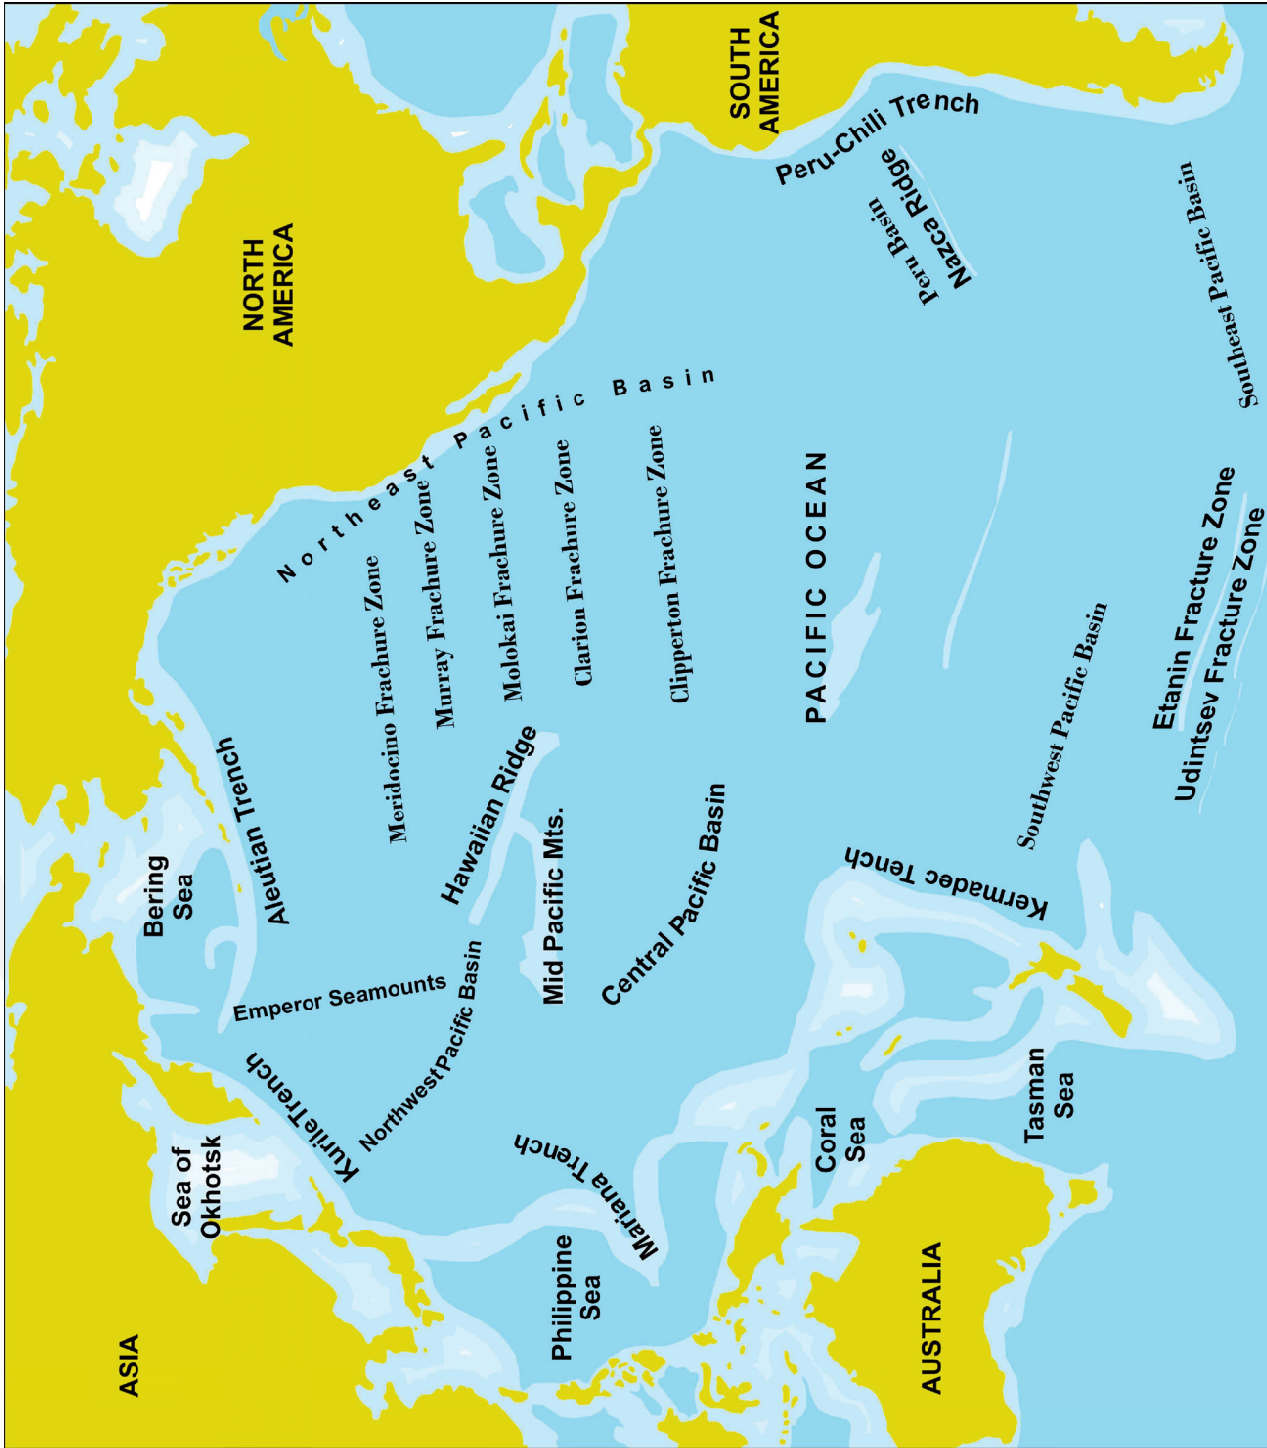 ASIA
NORTH
AMERICA
SOUTH
AMERICA
AUSTRALIA
Bering
Sea
Sea of
Okhotsk
Philippine
Sea
Coral
Sea
Tasman
Sea
PACIFIC OCEAN
Aleutian Trench
Kurile Trench
Emperor Seamounts
Northwest Pacific Basin
Mariana Trench
Hawaiian Ridge
Mid Pacific Mts.
Central Pacific Basin
Northeast Pacific Basin
Meridocino Frachure Zone
Murray Frachure Zone
Molokai Frachure Zone
Clarion Frachure Zone
Clipperton Frachure Zone
Peru-Chili Trench
Nazca Ridge
Peru Basin
Southeast Pacific Basin
Kermadec Tench
Southwest Pacific Basin
Etanin Fracture Zone
Udintsev Fracture Zone